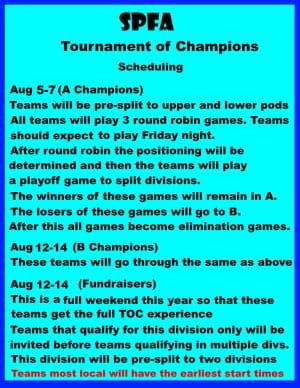 SPFA
Tournament of Champions
Scheduling
Aug 5-7 (A Champions)
Teams will be pre-split to upper and lower pods
All teams will play 3 round robin games. Teams
should expect to play Friday night.
After round robin the positioning will be
determined and then the teams will play
a playoff game to split divisions.
The winners of these games will remain in A.
The losers of these games will go to B.
After this all games become elimination games.
Aug 12-14 (B Champions)
These teams will go through the same as above
Aug 12-14 (Fundraisers)
This is a full weekend this year so that these
teams get the full TOC experience
Teams that qualify for this division only will be
invited before teams qualifying in multiple divs.
This division will be pre-split to two divisions
Teams most local will have the earliest start times